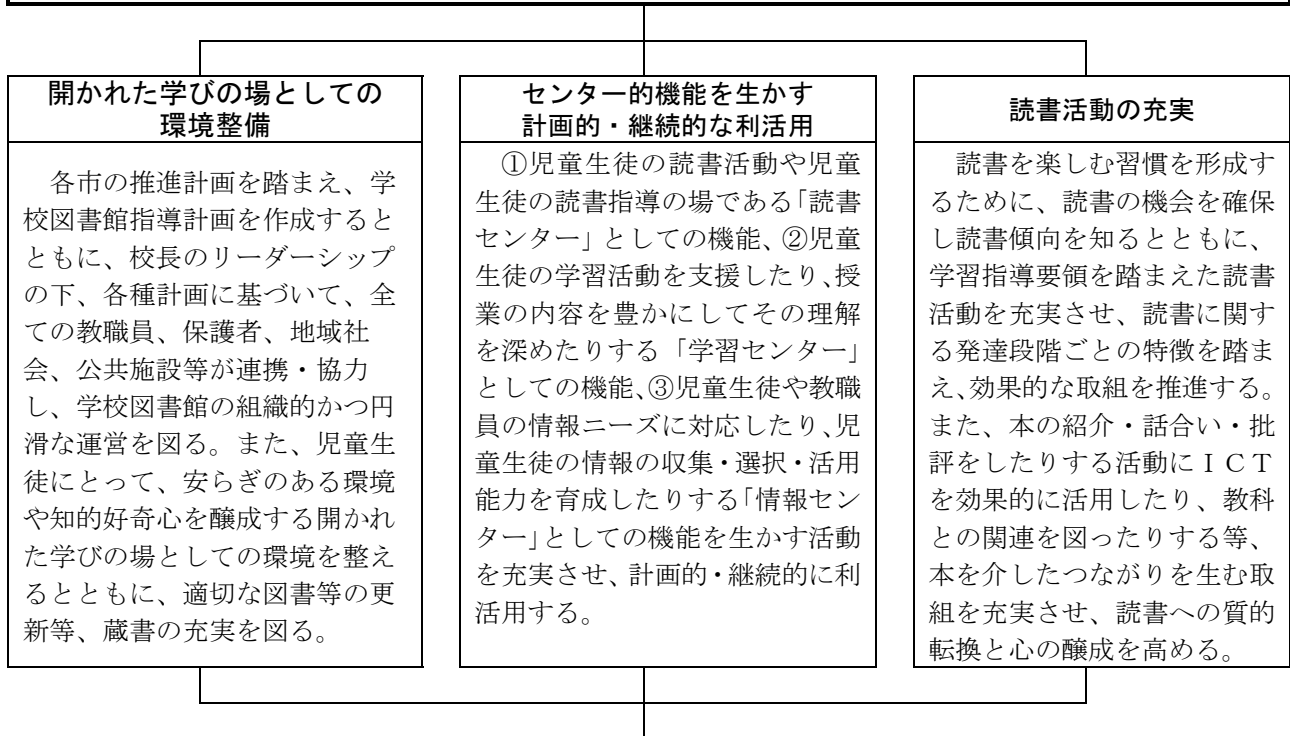 開かれた学びの場としての
環境整備
各市の推進計画を踏まえ、学
校図書館指導計画を作成すると
ともに、校長のリーダーシップ
の下、各種計画に基づいて、全
ての教職員、保護者、地域社
会、公共施設等が連携・協力
し、学校図書館の組織的かつ円
滑な運営を図る。また、児童生
徒にとって、安らぎのある環境
や知的好奇心を醸成する開かれ
た学びの場としての環境を整え
るとともに、適切な図書等の更
新等、蔵書の充実を図る。
センター的機能を生かす
計画的・継続的な利活用
①児童生徒の読書活動や児童
生徒の読書指導の場である「読書
センター」としての機能、②児童
生徒の学習活動を支援したり、授
業の内容を豊かにしてその理解
を深めたりする「学習センター」
としての機能、③児童生徒や教職
員の情報ニーズに対応したり、児
童生徒の情報の収集・選択・活用
能力を育成したりする「情報セン
ター」としての機能を生かす活動
を充実させ、計画的・継続的に利
活用する。
読書活動の充実
読書を楽しむ習慣を形成す
るために、読書の機会を確保
し読書傾向を知るとともに、
学習指導要領を踏まえた読書
活動を充実させ、読書に関す
る発達段階ごとの特徴を踏ま
え、効果的な取組を推進する。
また、本の紹介・話合い・批
評をしたりする活動にＩＣＴ
を効果的に活用したり、教科
との関連を図ったりする等、
本を介したつながりを生む取
組を充実させ、読書への質的
転換と心の醸成を高める。